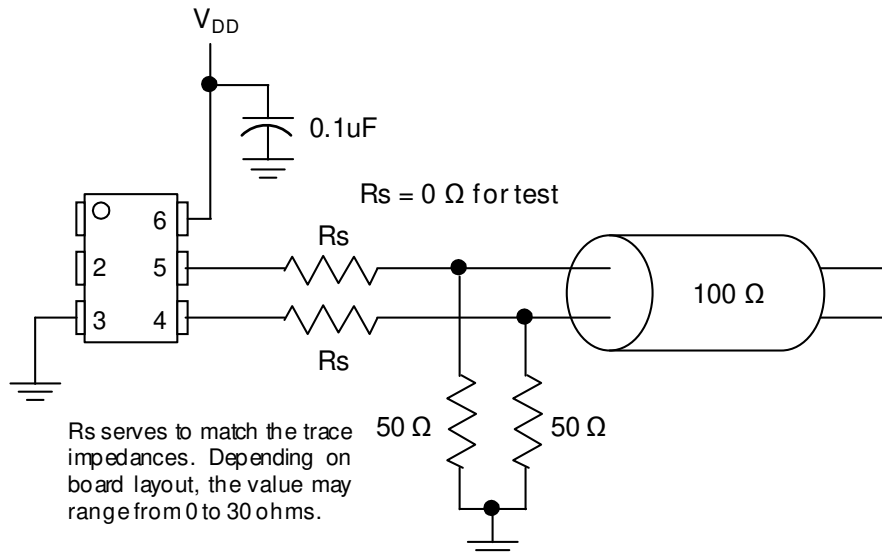 V_DD
0.1uF
Rs = 0 Ω for test
6
Rs
2
5
100 Ω
3
4
Rs
50 Ω
50 Ω
Rs serves to match the trace
impedances. Depending on
board layout, the value may
range from 0 to 30 ohms.